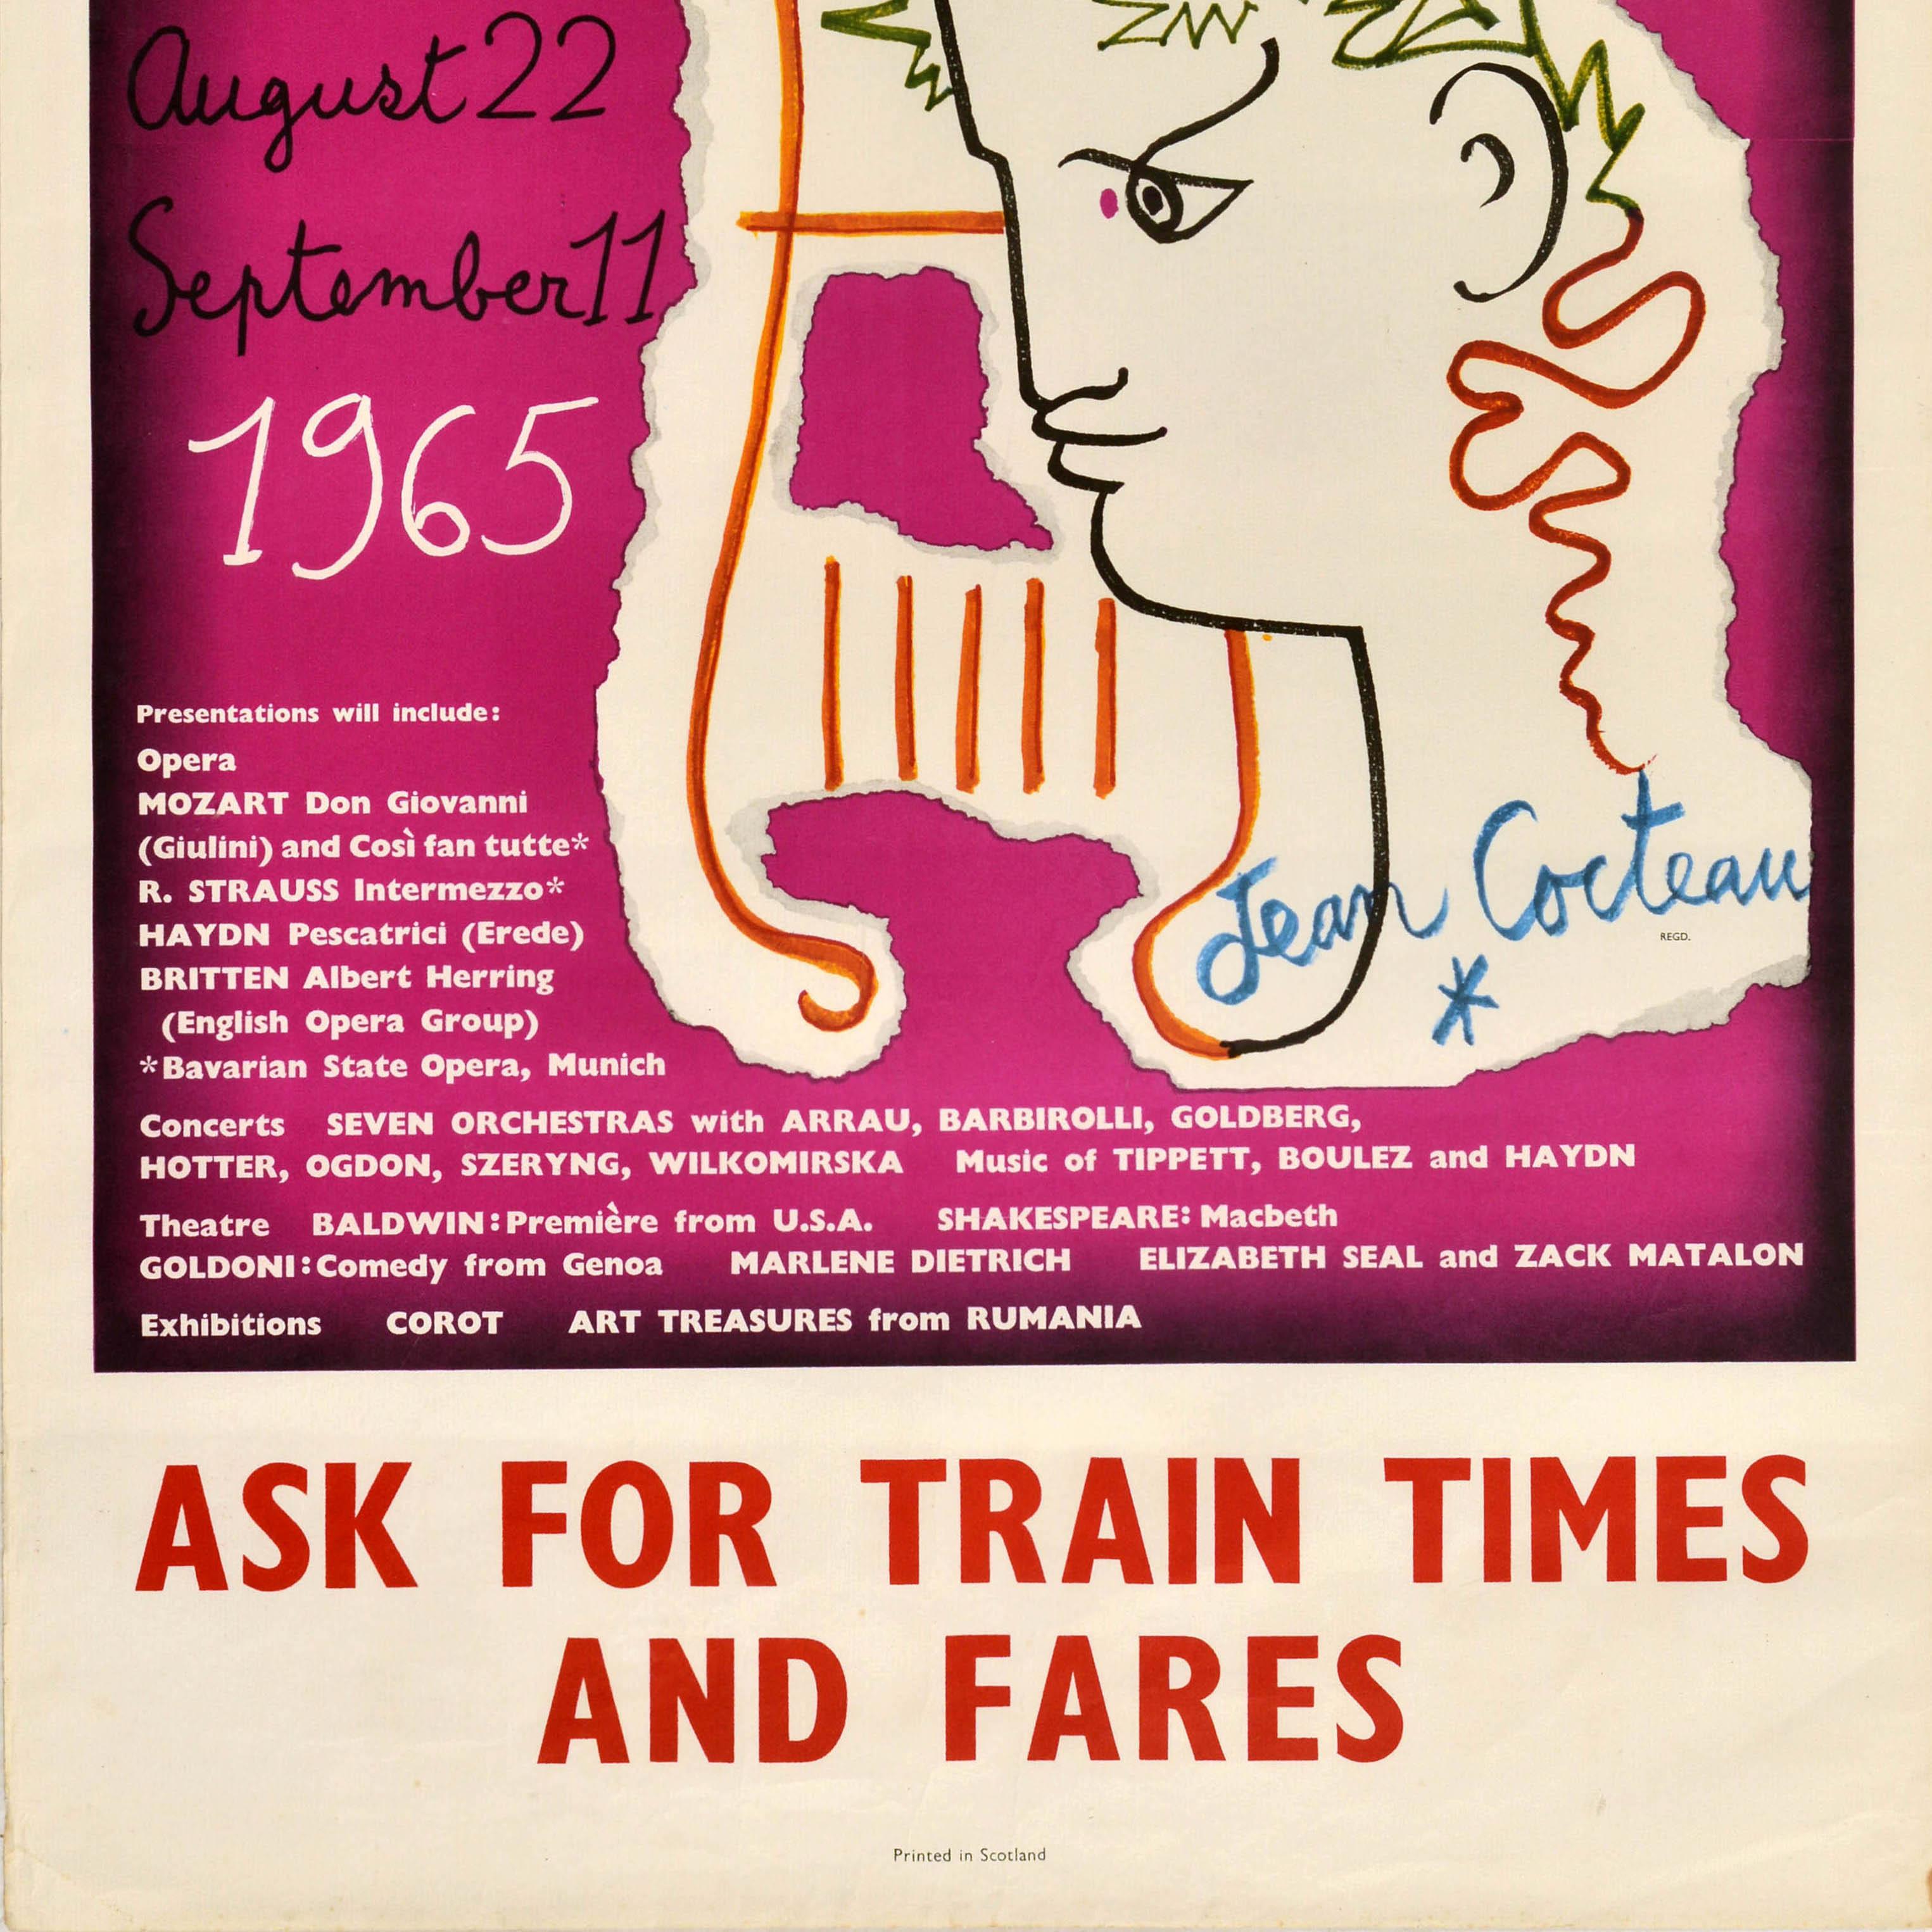 August 22
September 11
1965
Presentations will include:
Opera
MOZART Don Giovanni
(Giulini) and Così fan tutte*
R. STRAUSS Intermezzo*
HAYDN Pescatrici (Erede)
BRITTEN Albert Herring
(English Opera Group)
*Bavarian State Opera, Munich
Jean Cocteau
REGD.
*
Concerts SEVEN ORCHESTRAS with ARRAU, BARBIROLLI, GOLDBERG,
HOTTER, OGDON, SZERYNG, WILKOMIRSKA Music of TIPPETT, BOULEZ and HAYDN
Theatre BALDWIN: Première from U.S.A. SHAKESPEARE: Macbeth
GOLDONI: Comedy from Genoa MARLENE DIETRICH ELIZABETH SEAL and ZACK MATALON
Exhibitions COROT ART TREASURES from RUMANIA
ASK FOR TRAIN TIMES
AND FARES
Printed in Scotland